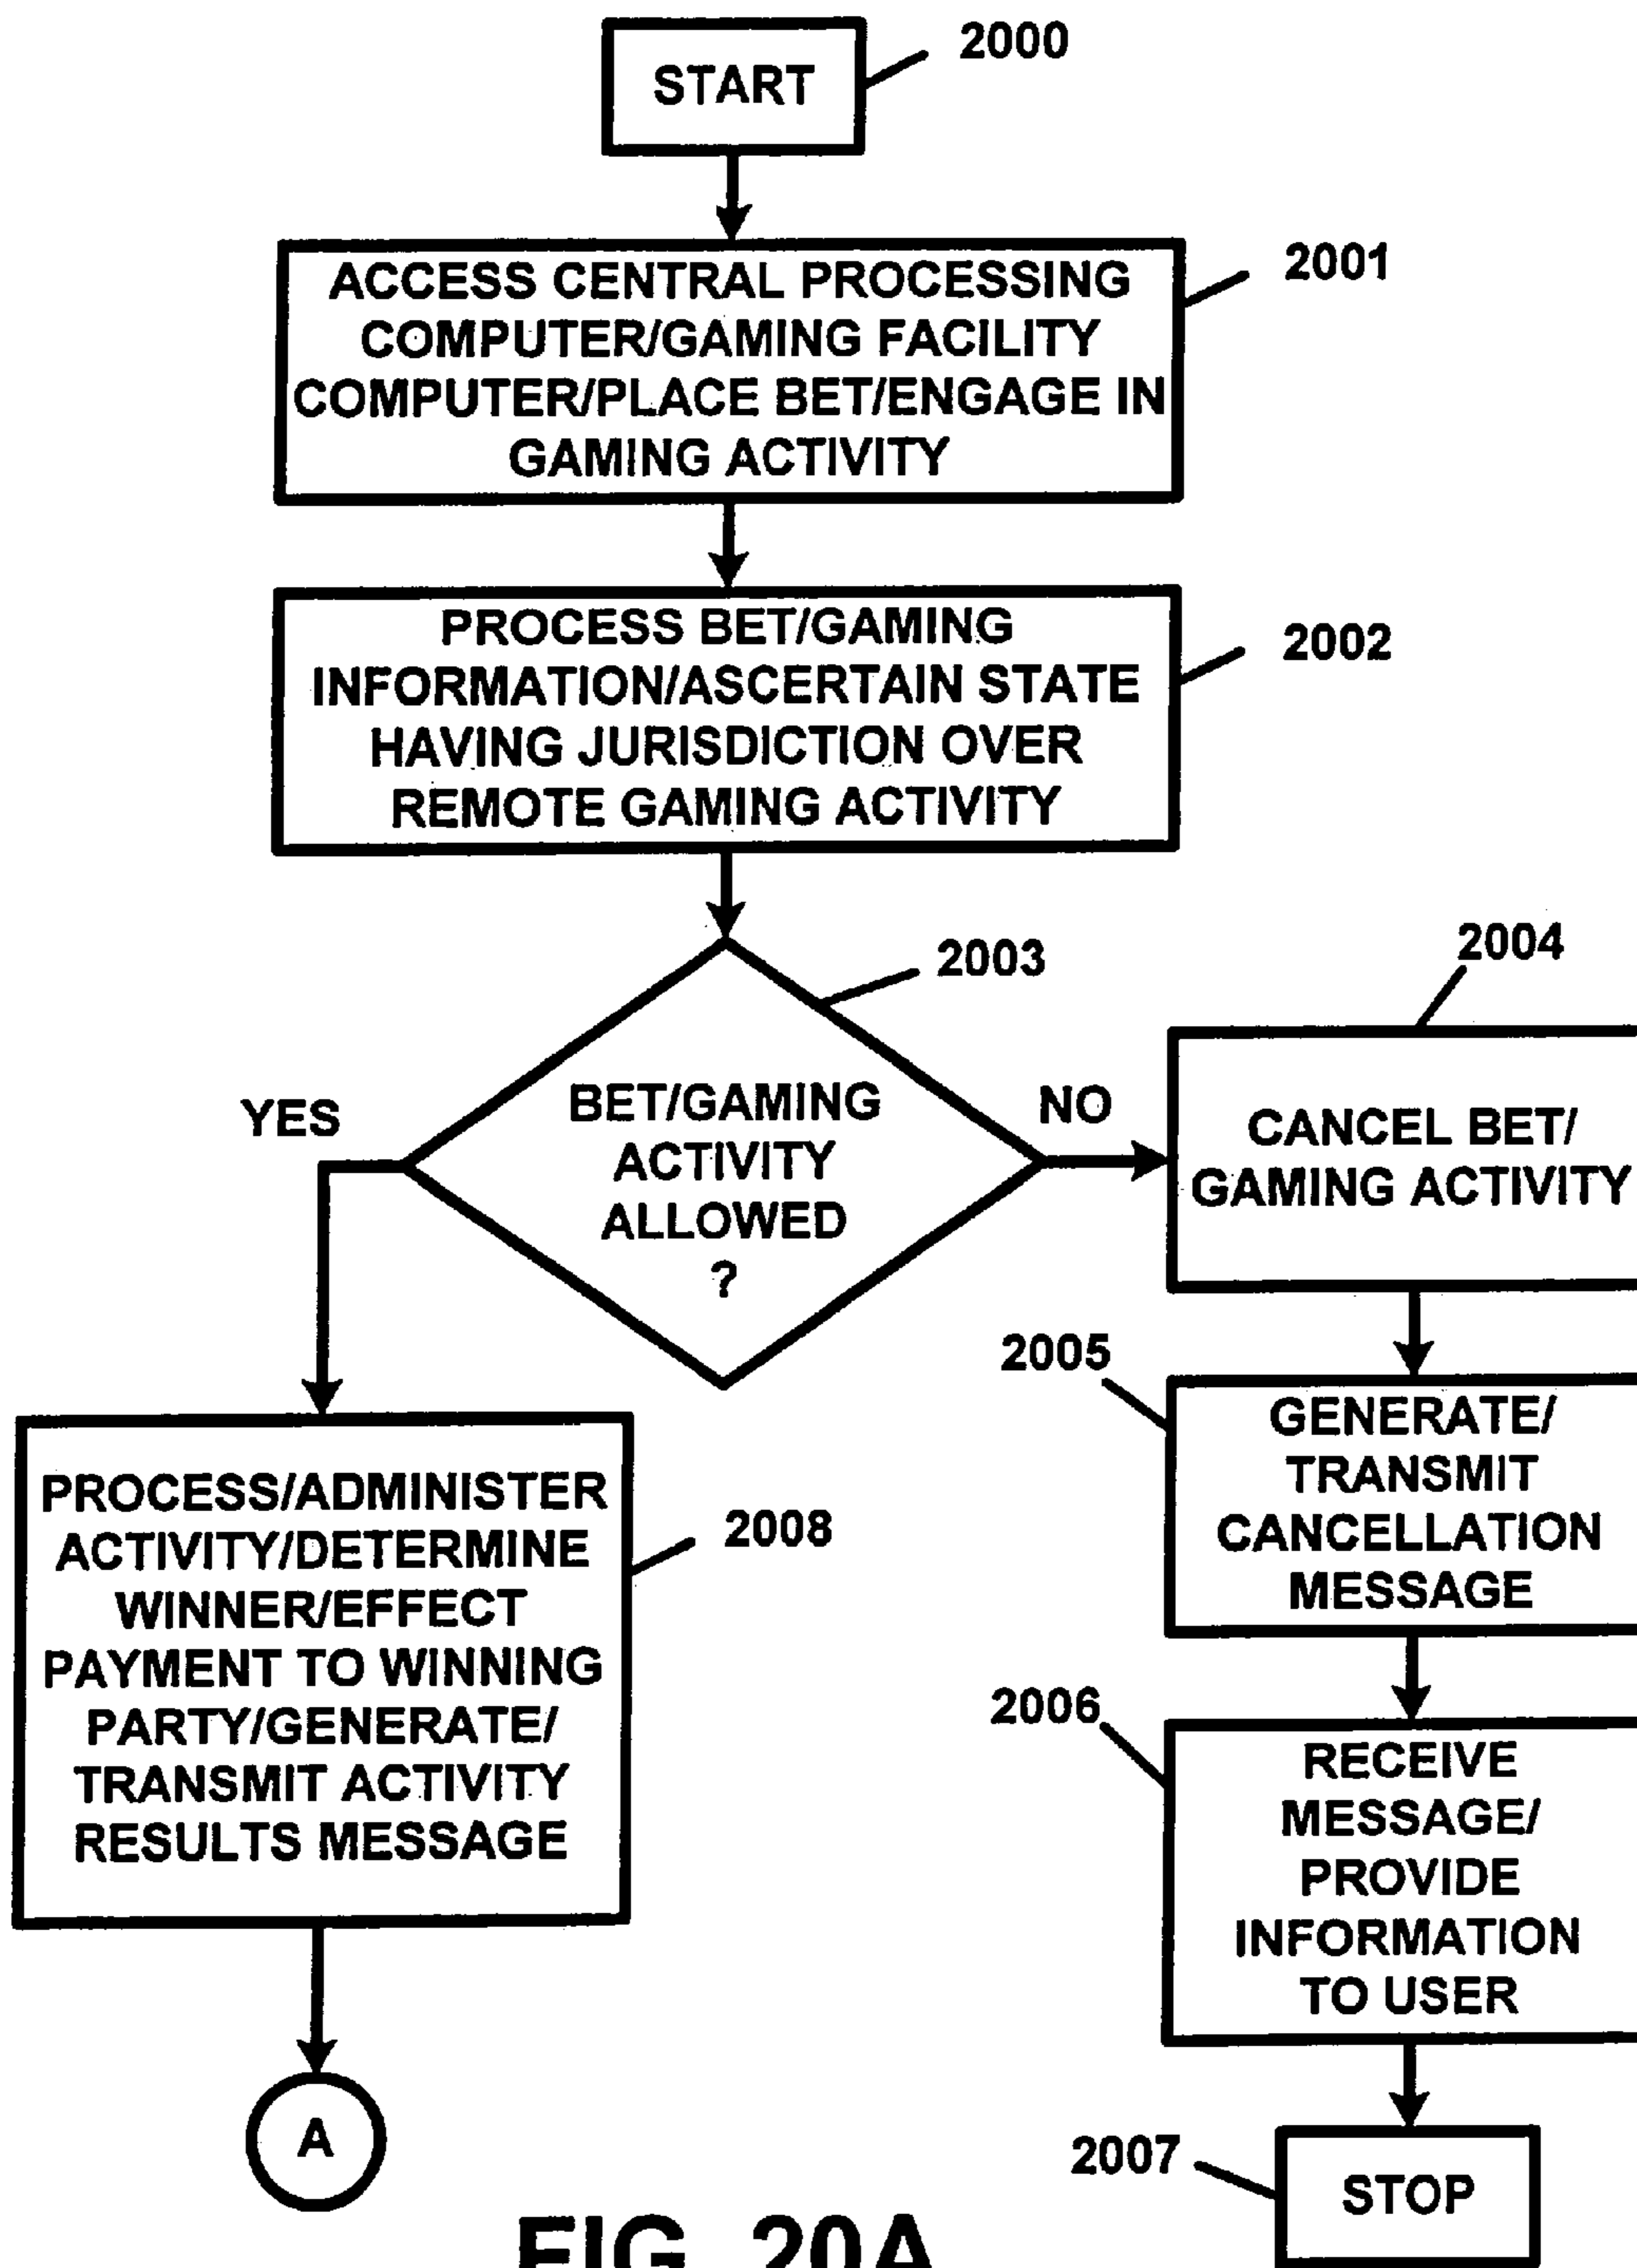 START
2000
ACCESS CENTRAL PROCESSING
COMPUTER/GAMING FACILITY
COMPUTER/PLACE BET/ENGAGE IN
GAMING ACTIVITY
2001
PROCESS BET/GAMING
INFORMATION/ASCERTAIN STATE
HAVING JURISDICTION OVER
REMOTE GAMING ACTIVITY
2002
2003
BET/GAMING
ACTIVITY
ALLOWED
?
YES
NO
2004
CANCEL BET/
GAMING ACTIVITY
2005
GENERATE/
TRANSMIT
CANCELLATION
MESSAGE
2006
RECEIVE
MESSAGE/
PROVIDE
INFORMATION
TO USER
2007
STOP
PROCESS/ADMINISTER
ACTIVITY/DETERMINE
WINNER/EFFECT
PAYMENT TO WINNING
PARTY/GENERATE/
TRANSMIT ACTIVITY
RESULTS MESSAGE
2008
A
FIG. 20A